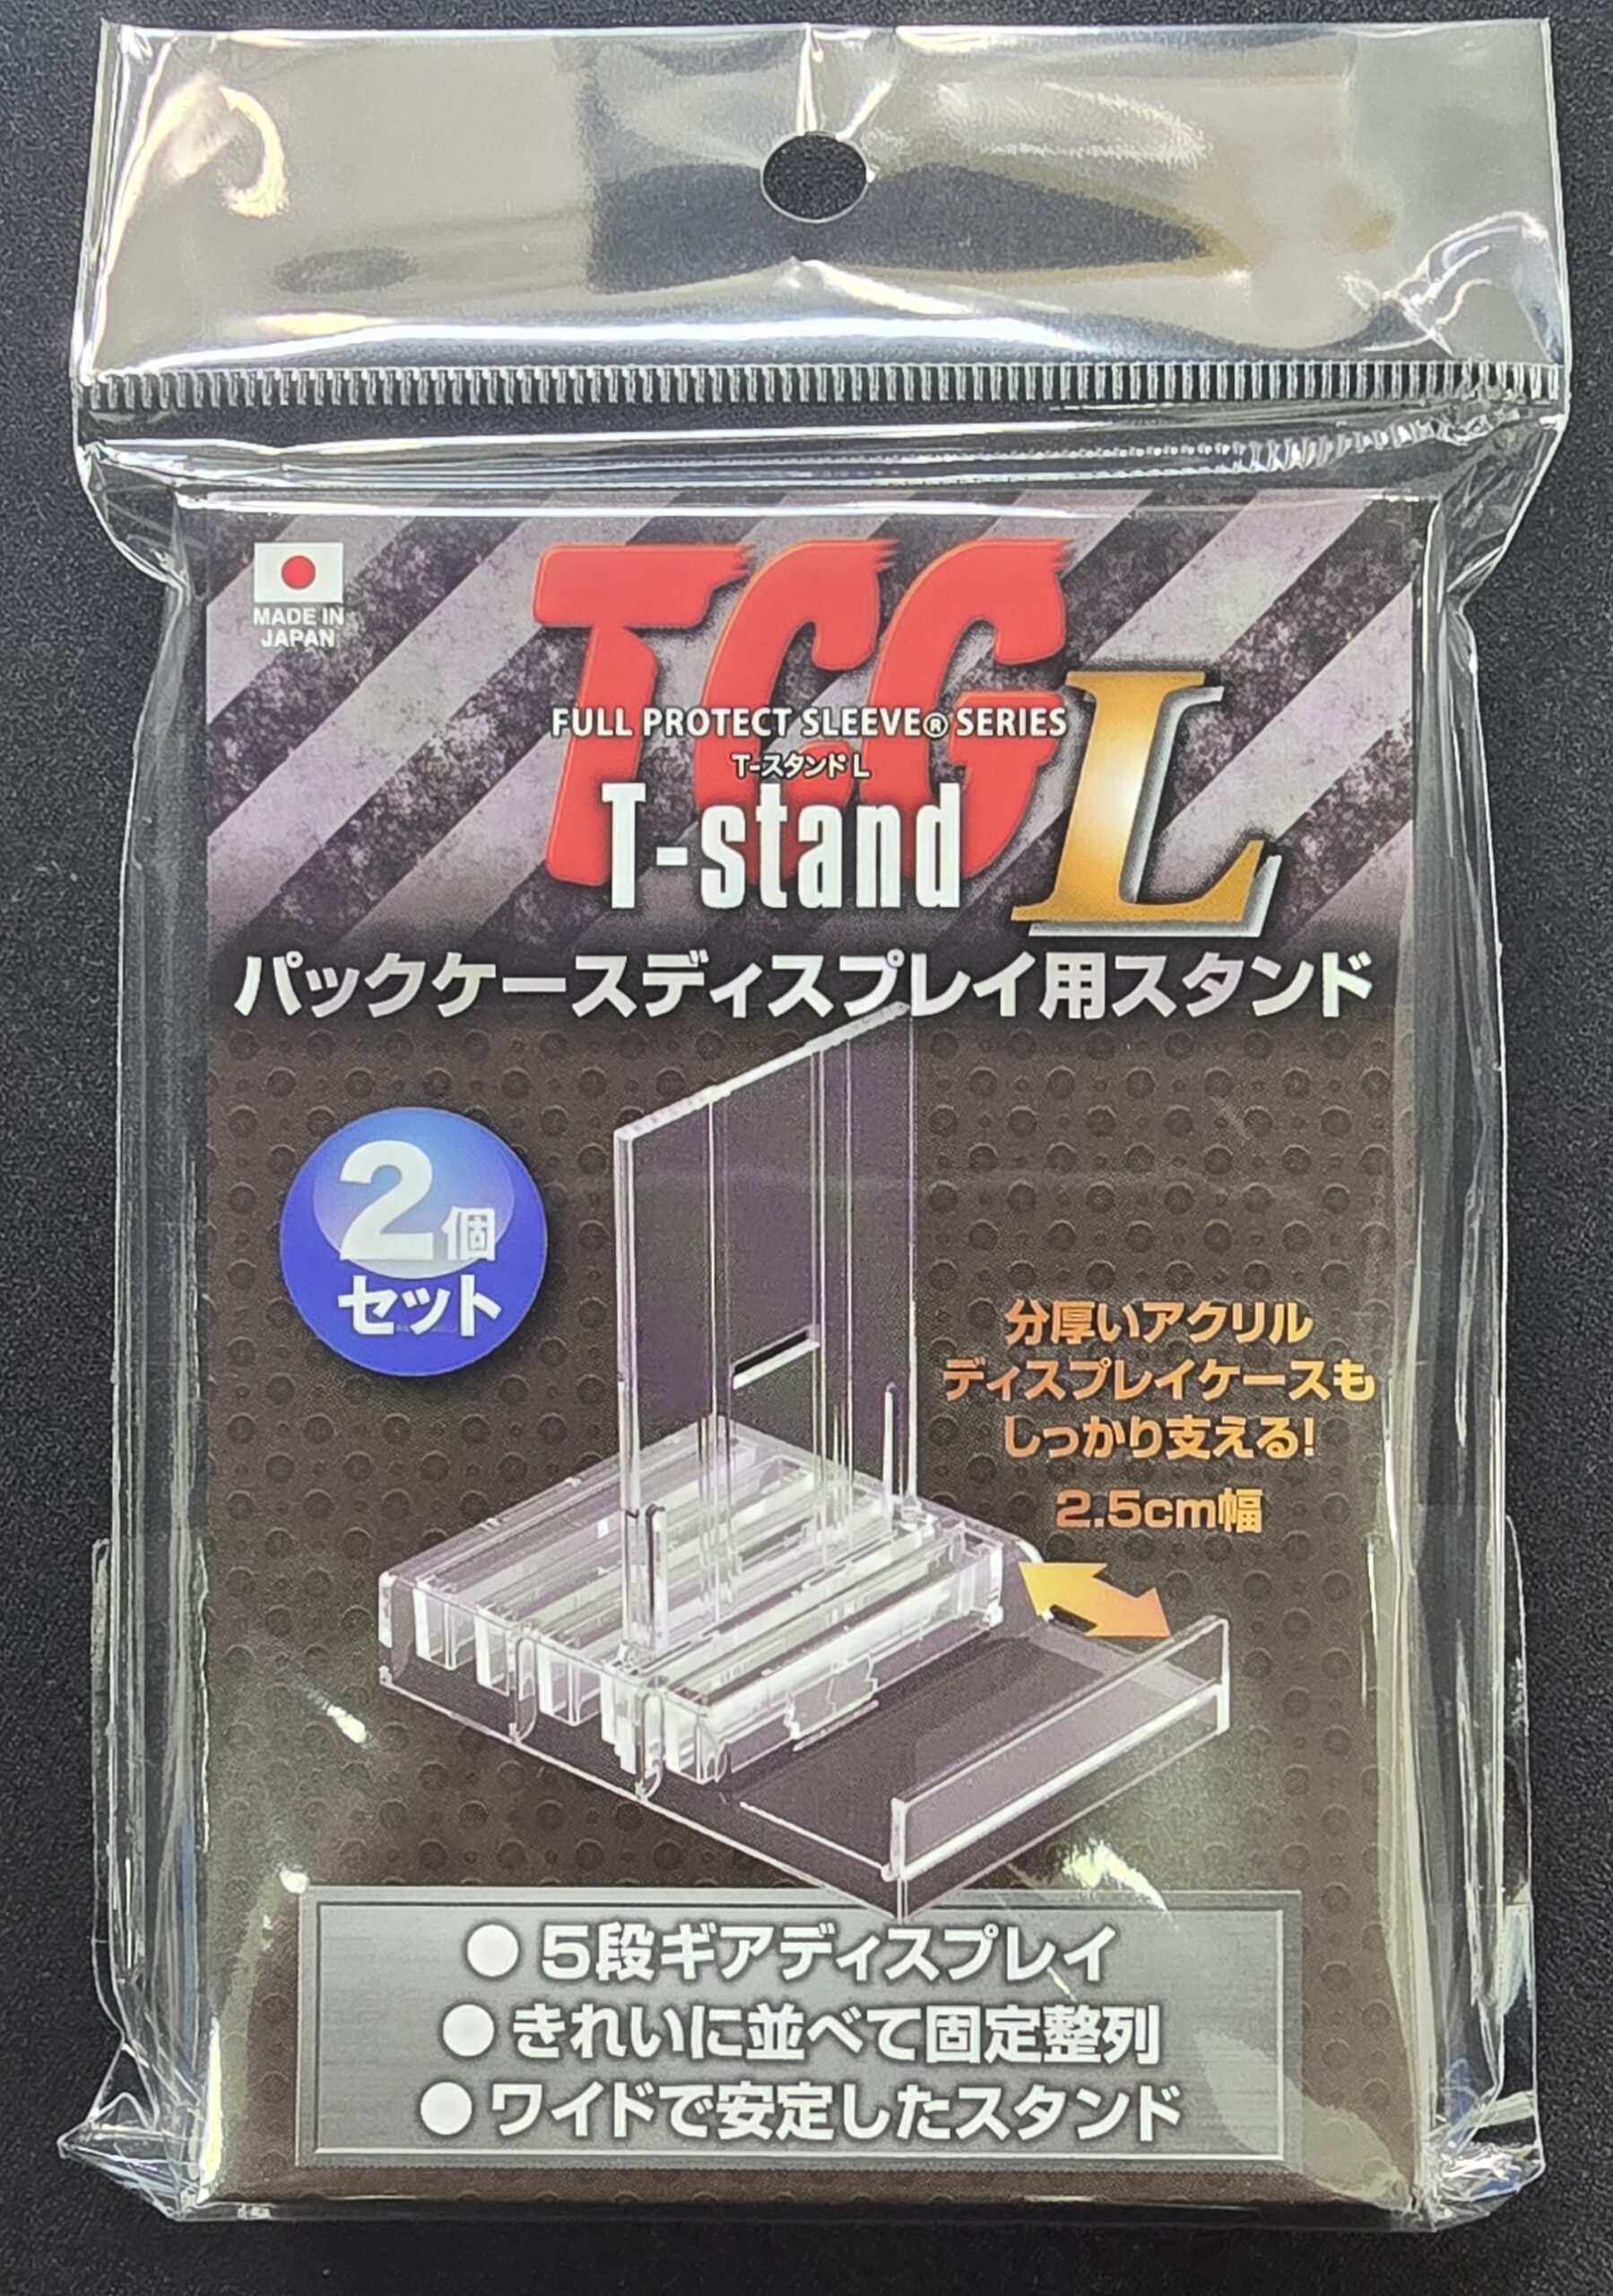 MADE IN
JAPAN
TCG L
FULL PROTECT SLEEVE® SERIES
T-スタンド L
T-stand
パックケースディスプレイ用スタンド
2個
セット
分厚いアクリル
ディスプレイケースも
しっかり支える!
2.5cm幅
● 5段ギアディスプレイ
● きれいに並べて固定整列
● ワイドで安定したスタンド